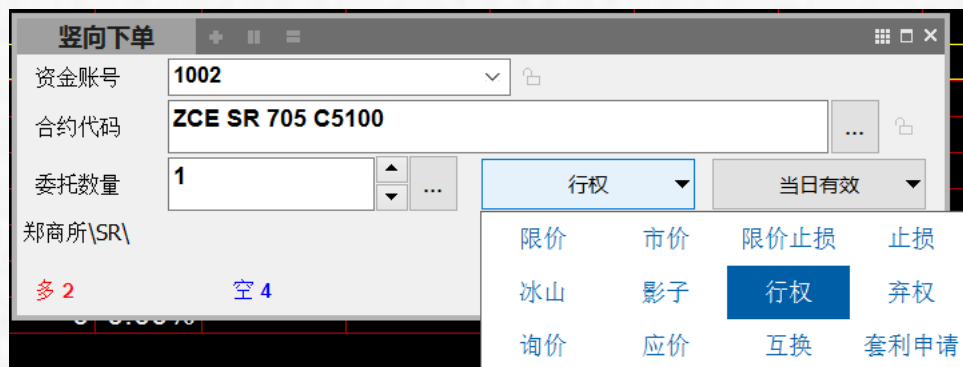 竖向下单
资金账号 1002
合约代码 ZCE SR 705 C5100 ...
委托数量 1 ... 行权 当日有效
郑商所\SR\
限价 市价 限价止损 止损
多 2 空 4
冰山 影子 行权 弃权
询价 应价 互换 套利申请